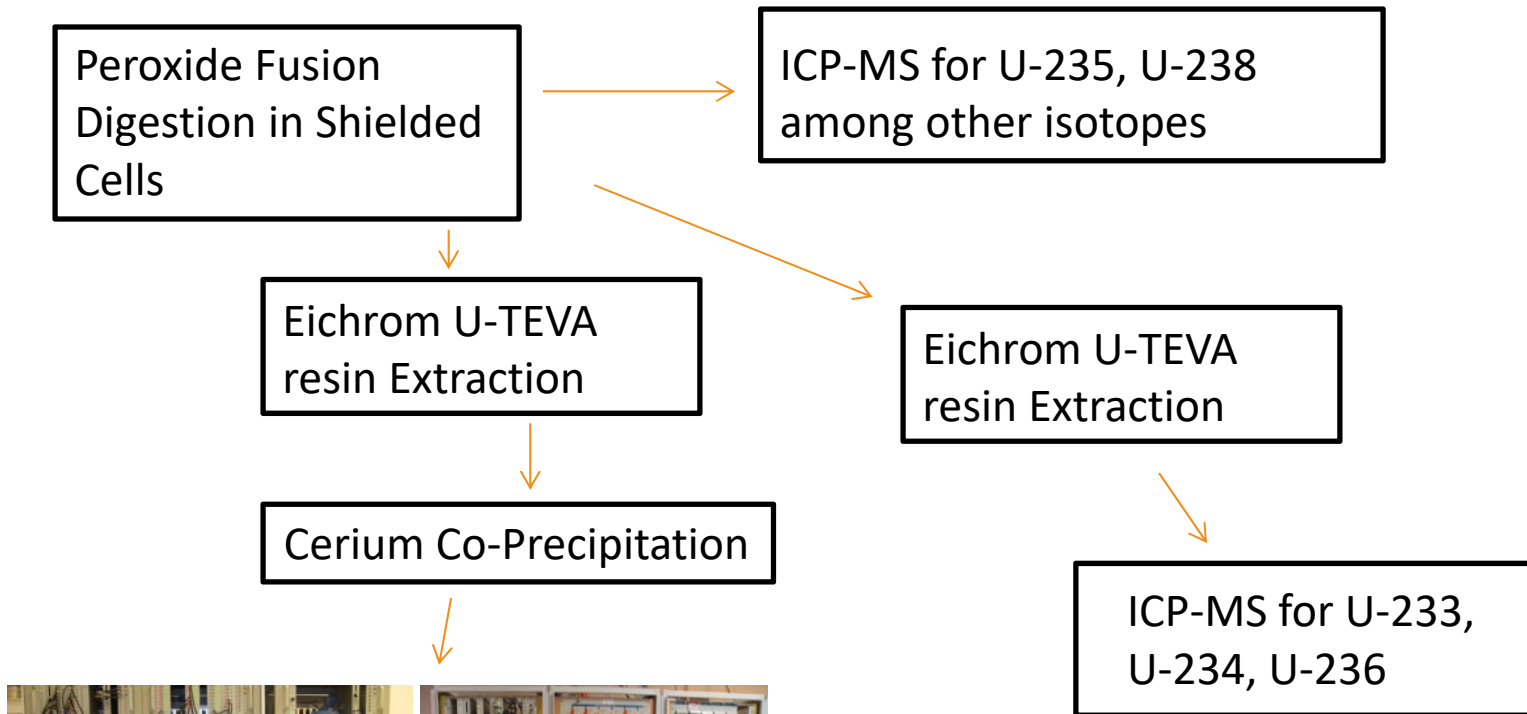 Peroxide Fusion
Digestion in Shielded
Cells
ICP-MS for U-235, U-238
among other isotopes
Eichrom U-TEVA
resin Extraction
Eichrom U-TEVA
resin Extraction
Cerium Co-Precipitation
ICP-MS for U-233,
U-234, U-236